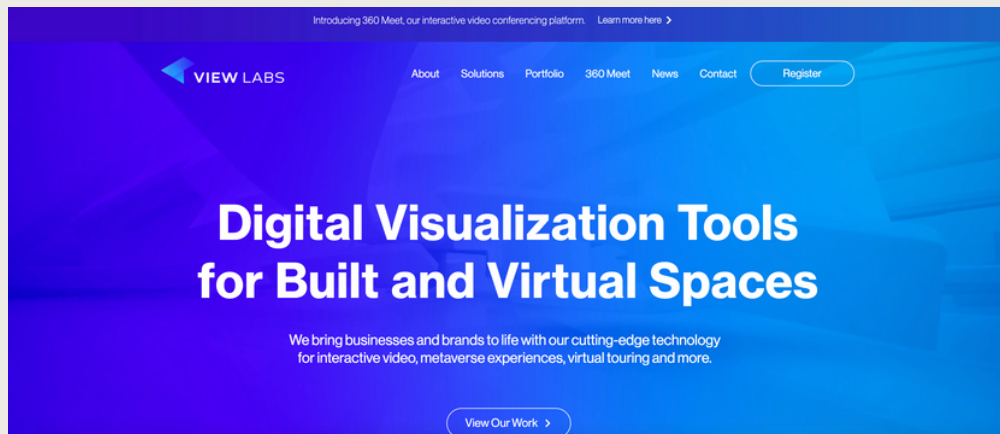 Introducing 360 Meet, our interactive video conferencing platform. Learn more here
VIEW LABS
About Solutions Portfolio 360 Meet News Contact Register
Digital Visualization Tools
for Built and Virtual Spaces
We bring businesses and brands to life with our cutting-edge technology
for interactive video, metaverse experiences, virtual touring and more.
View Our Work